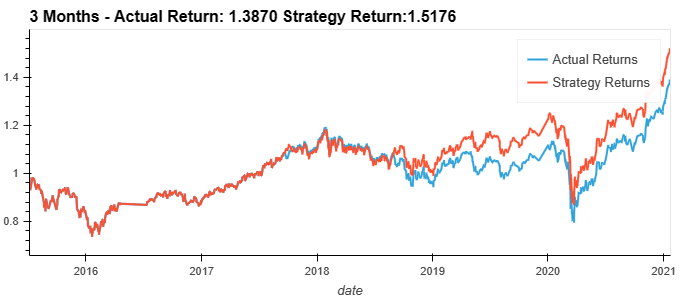 3 Months - Actual Return: 1.3870 Strategy Return:1.5176
Actual Returns
Strategy Returns
1.4
1.2
1
0.8
2016 2017 2018 2019 2020 2021
date